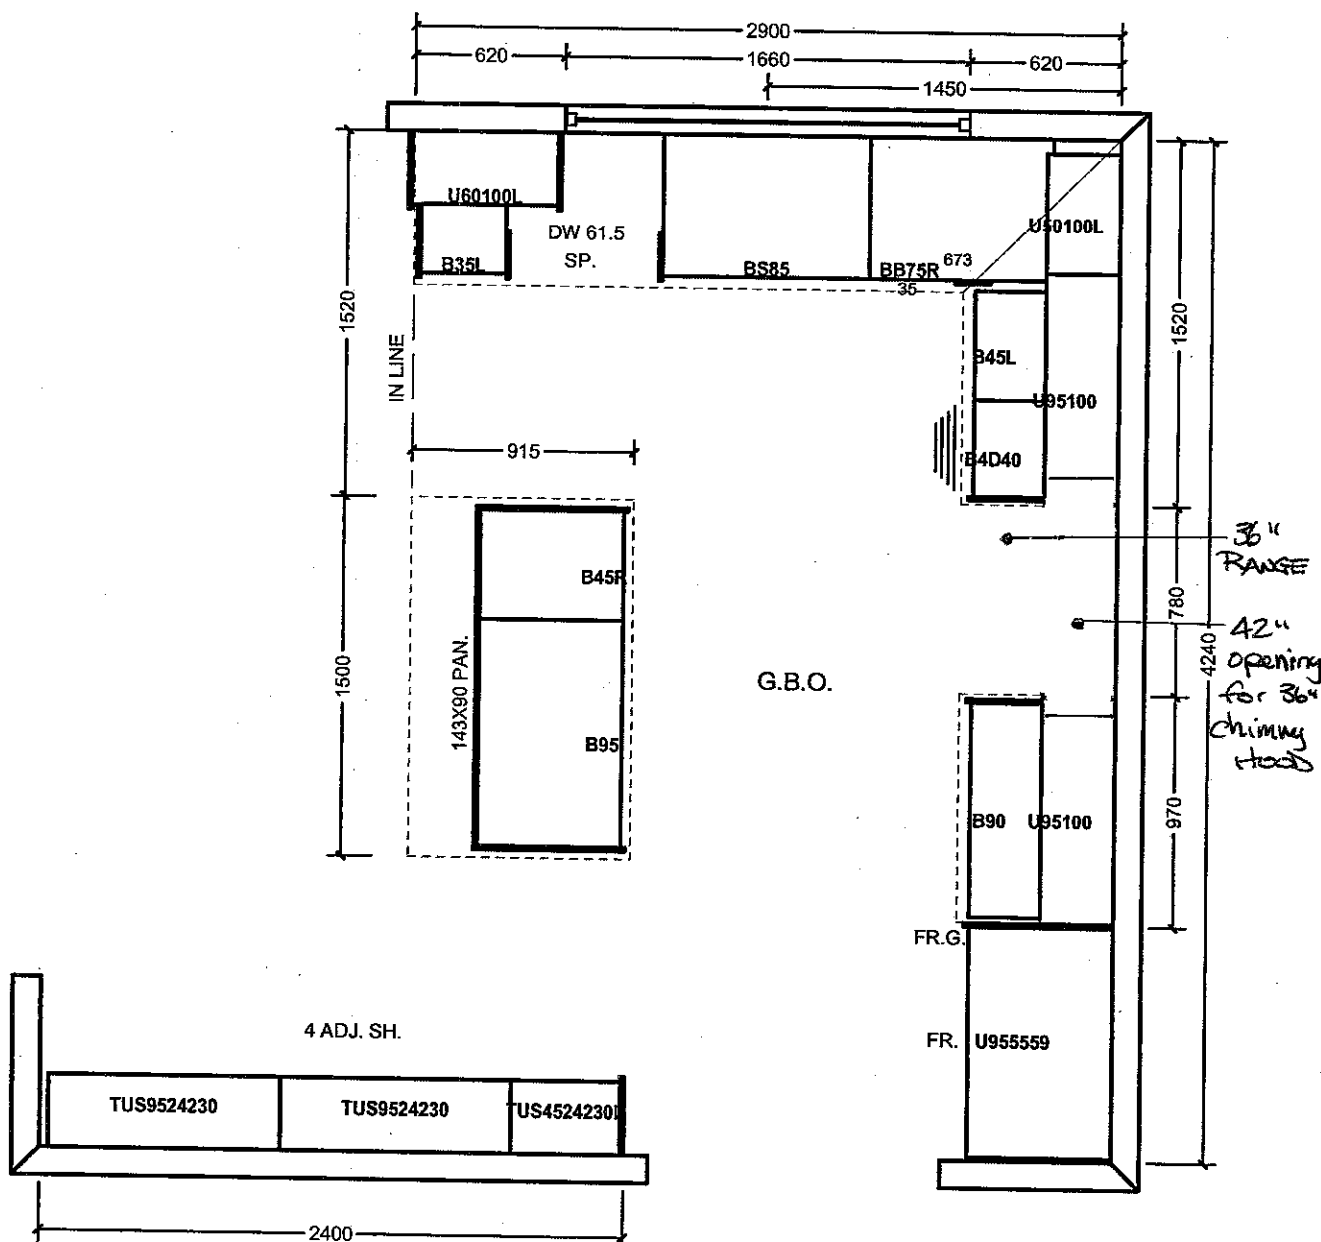 2900
620
1660
620
1450
U60100L
B35L
DW 61.5
SP.
BS85
BB75R
673
35
U50100L
1520
IN LINE
B45L
U95100
B4D40
1520
915
36"
RANGE
780
42"
opening
for 36"
chimny
HOOD
4240
B45R
143X90 PAN.
1500
B95
G.B.O.
B90
U95100
970
FR.G.
FR.
U955559
4 ADJ. SH.
TUS9524230
TUS9524230
TUS4524230L
2400